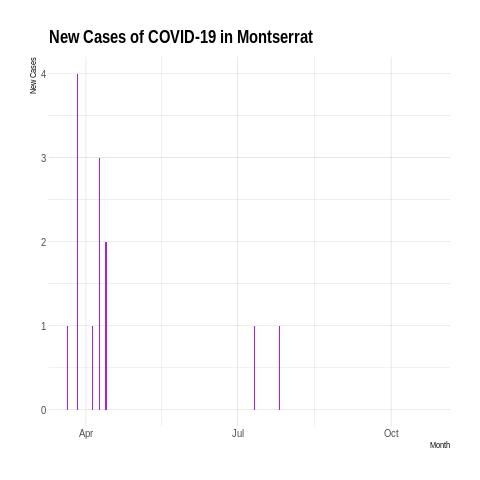 New Cases of COVID-19 in Montserrat
New Cases
4
3
2
1
0
Apr
Jul
Oct
Month